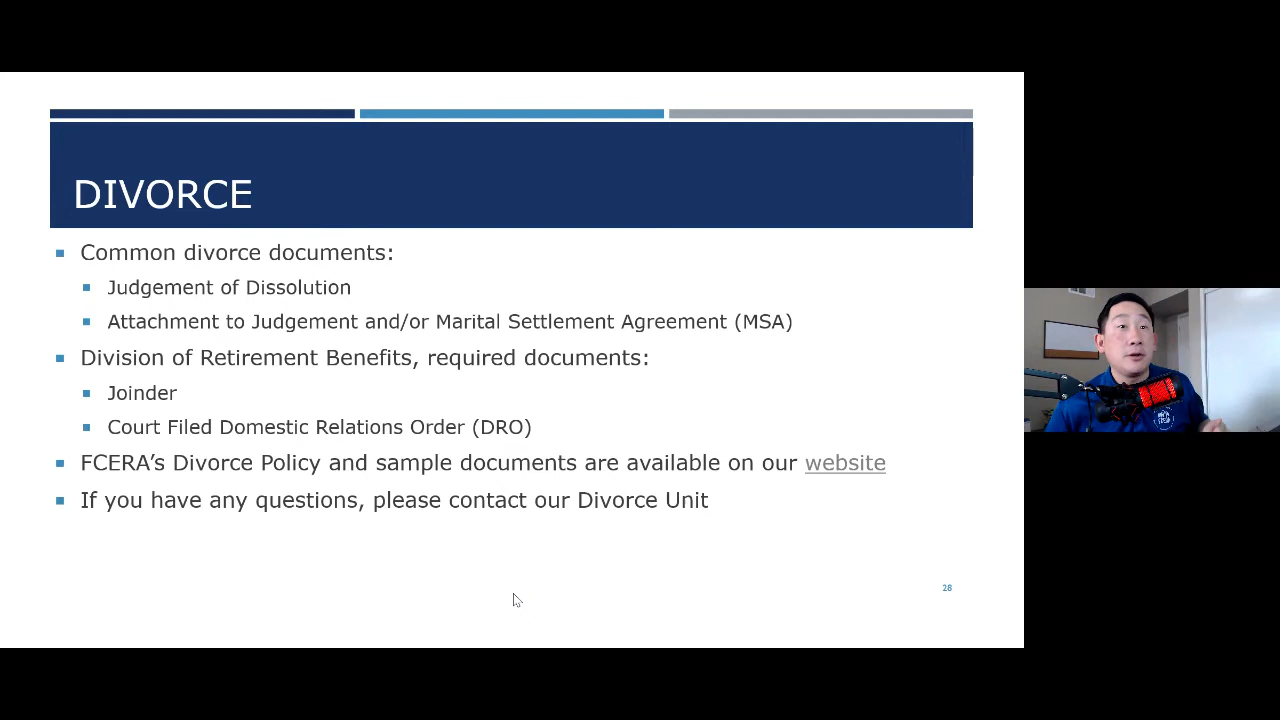 DIVORCE
Common divorce documents:
Judgement of Dissolution
Attachment to Judgement and/or Marital Settlement Agreement (MSA)
Division of Retirement Benefits, required documents:
Joinder
Court Filed Domestic Relations Order (DRO)
FCERA’s Divorce Policy and sample documents are available on our website
If you have any questions, please contact our Divorce Unit
28